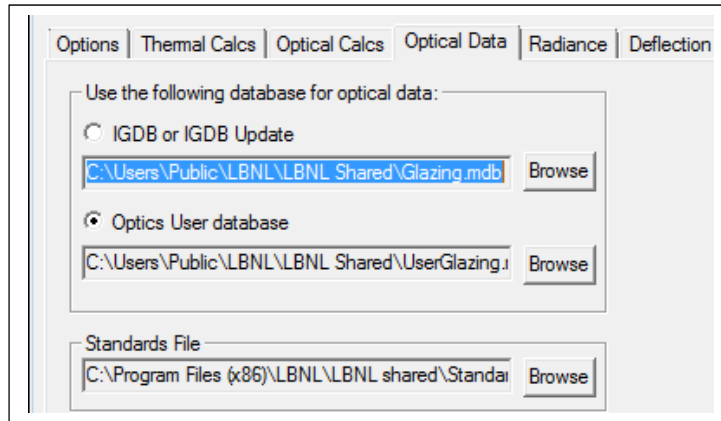 Options Thermal Calcs Optical Calcs Optical Data Radiance Deflection
Use the following database for optical data:
IGDB or IGDB Update
C:\Users\Public\LBNL\LBNL Shared\Glazing.mdb Browse
Optics User database
C:\Users\Public\LBNL\LBNL Shared\UserGlazing. Browse
Standards File
C:\Program Files (x86)\LBNL\LBNL shared\Standar Browse